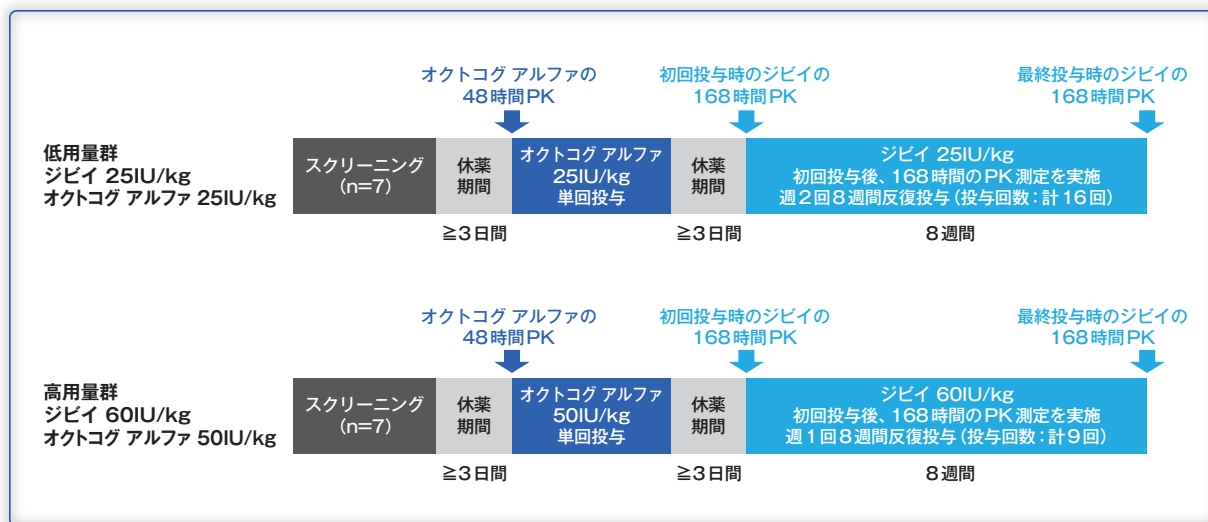 オクトコグ アルファの
48時間PK
初回投与時のジビイの
168時間PK
最終投与時のジビイの
168時間PK
低用量群
ジビイ 25IU/kg
オクトコグ アルファ 25IU/kg
スクリーニング
(n=7)
休薬
期間
オクトコグ アルファ
25IU/kg
単回投与
休薬
期間
ジビイ 25IU/kg
初回投与後、168時間のPK測定を実施
週2回8週間反復投与(投与回数:計16回)
≧3日間
≧3日間
8週間
オクトコグ アルファの
48時間PK
初回投与時のジビイの
168時間PK
最終投与時のジビイの
168時間PK
高用量群
ジビイ 60IU/kg
オクトコグ アルファ 50IU/kg
スクリーニング
(n=7)
休薬
期間
オクトコグ アルファ
50IU/kg
単回投与
休薬
期間
ジビイ 60IU/kg
初回投与後、168時間のPK測定を実施
週1回8週間反復投与(投与回数:計9回)
≧3日間
≧3日間
8週間